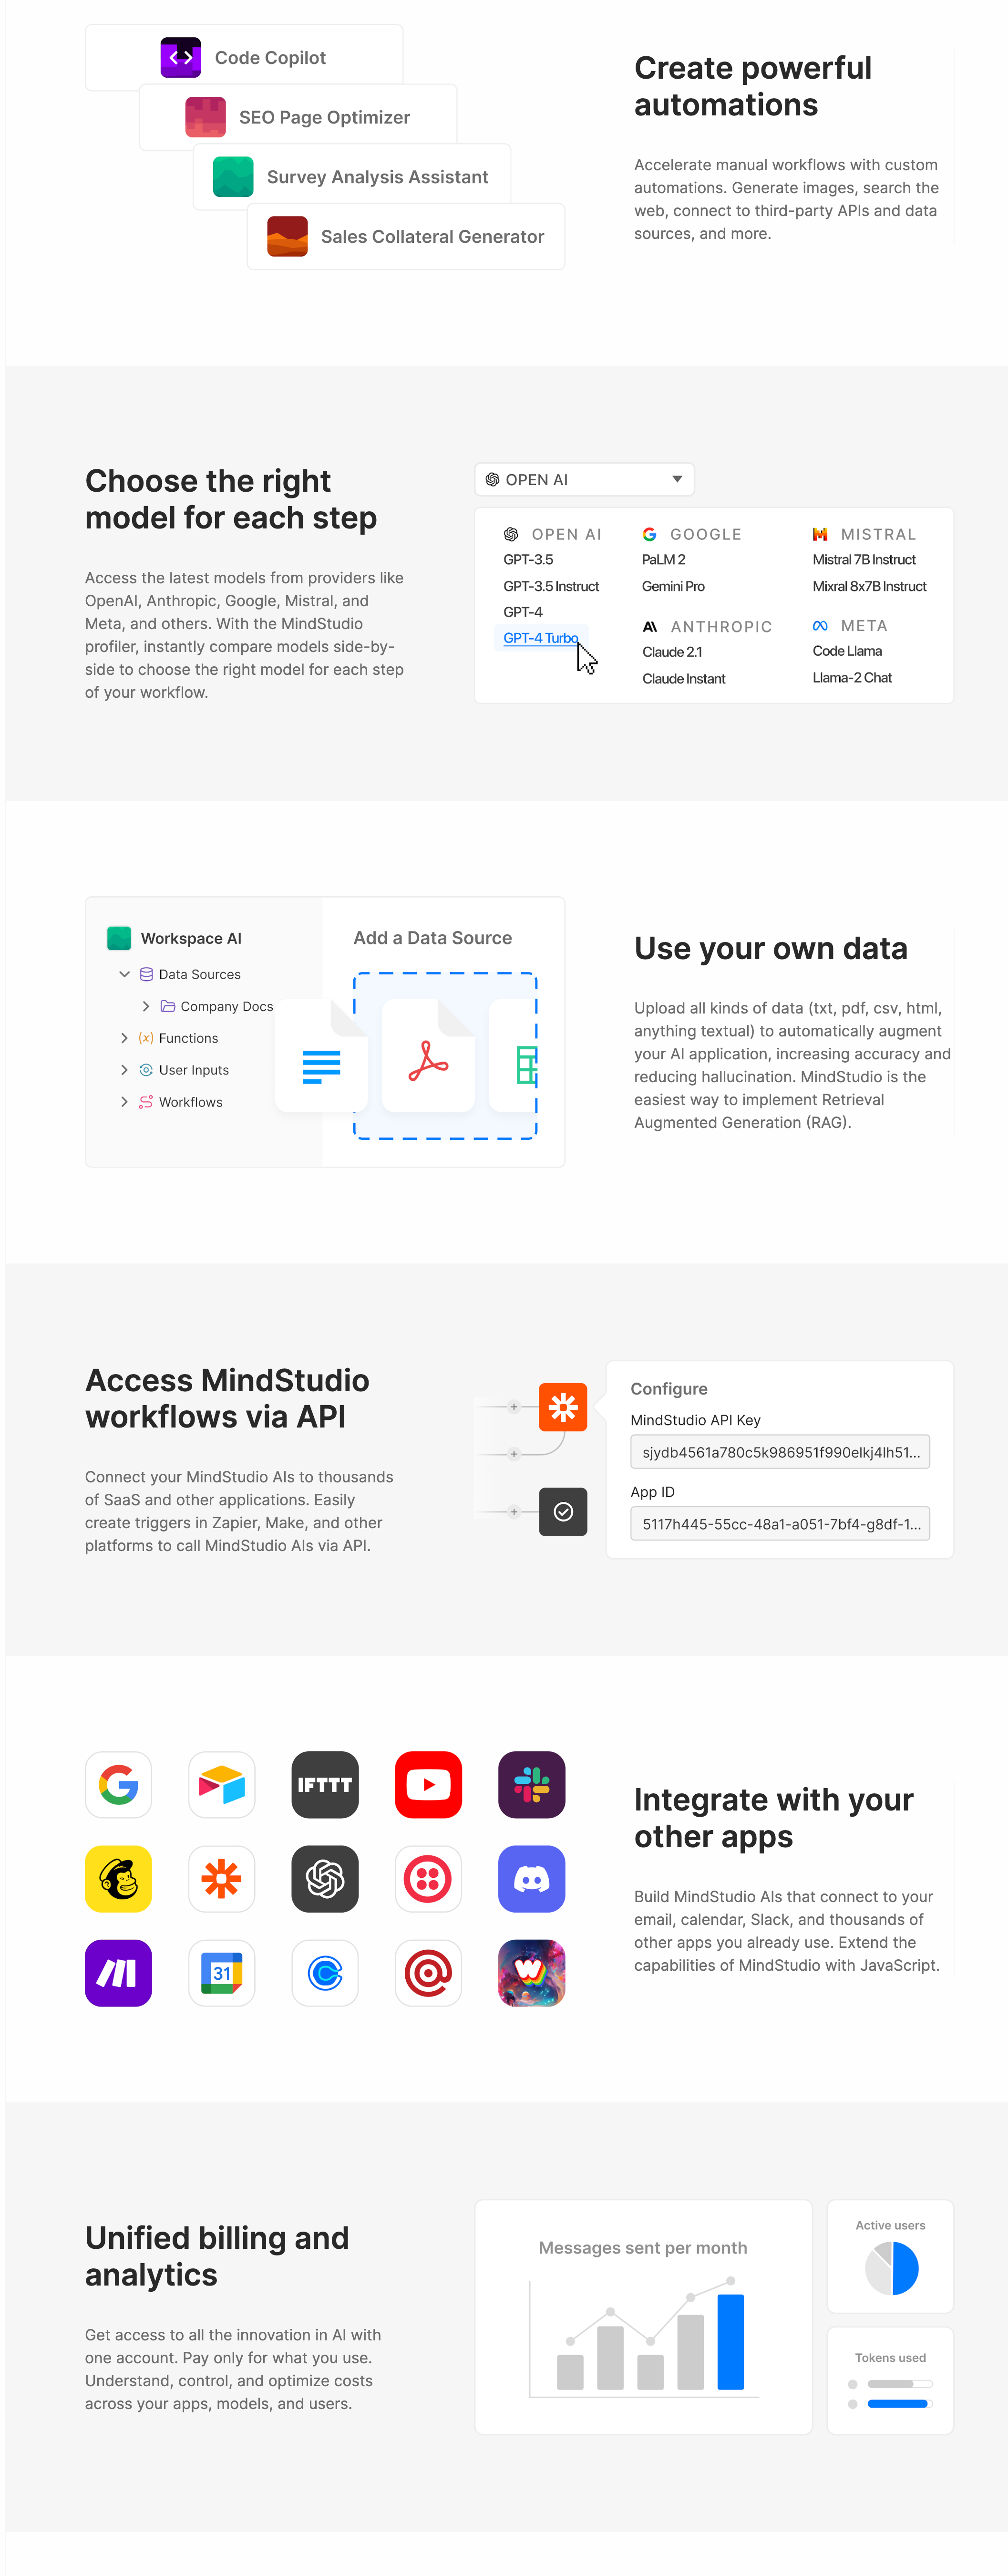 Code Copilot
SEO Page Optimizer
Survey Analysis Assistant
Sales Collateral Generator
Create powerful
automations
Accelerate manual workflows with custom
automations. Generate images, search the
web, connect to third-party APIs and data
sources, and more.
Choose the right
model for each step
Access the latest models from providers like
OpenAI, Anthropic, Google, Mistral, and
Meta, and others. With the MindStudio
profiler, instantly compare models side-by-
side to choose the right model for each step
of your workflow.
OPEN AI
OPEN AI
GPT-3.5
GPT-3.5 Instruct
GPT-4
GPT-4 Turbo
GOOGLE
PaLM 2
Gemini Pro
ANTHROPIC
Claude 2.1
Claude Instant
MISTRAL
Mistral 7B Instruct
Mixral 8x7B Instruct
META
Code Llama
Llama-2 Chat
Workspace AI
Data Sources
Company Docs
(x) Functions
User Inputs
Workflows
Add a Data Source
Use your own data
Upload all kinds of data (txt, pdf, csv, html,
anything textual) to automatically augment
your AI application, increasing accuracy and
reducing hallucination. MindStudio is the
easiest way to implement Retrieval
Augmented Generation (RAG).
Access MindStudio
workflows via API
Connect your MindStudio AIs to thousands
of SaaS and other applications. Easily
create triggers in Zapier, Make, and other
platforms to call MindStudio AIs via API.
Configure
MindStudio API Key
sjydb4561a780c5k986951f990elkj4lh51...
App ID
5117h445-55cc-48a1-a051-7bf4-g8df-1...
IFTTT
31
Integrate with your
other apps
Build MindStudio AIs that connect to your
email, calendar, Slack, and thousands of
other apps you already use. Extend the
capabilities of MindStudio with JavaScript.
Unified billing and
analytics
Get access to all the innovation in AI with
one account. Pay only for what you use.
Understand, control, and optimize costs
across your apps, models, and users.
Messages sent per month
Active users
Tokens used